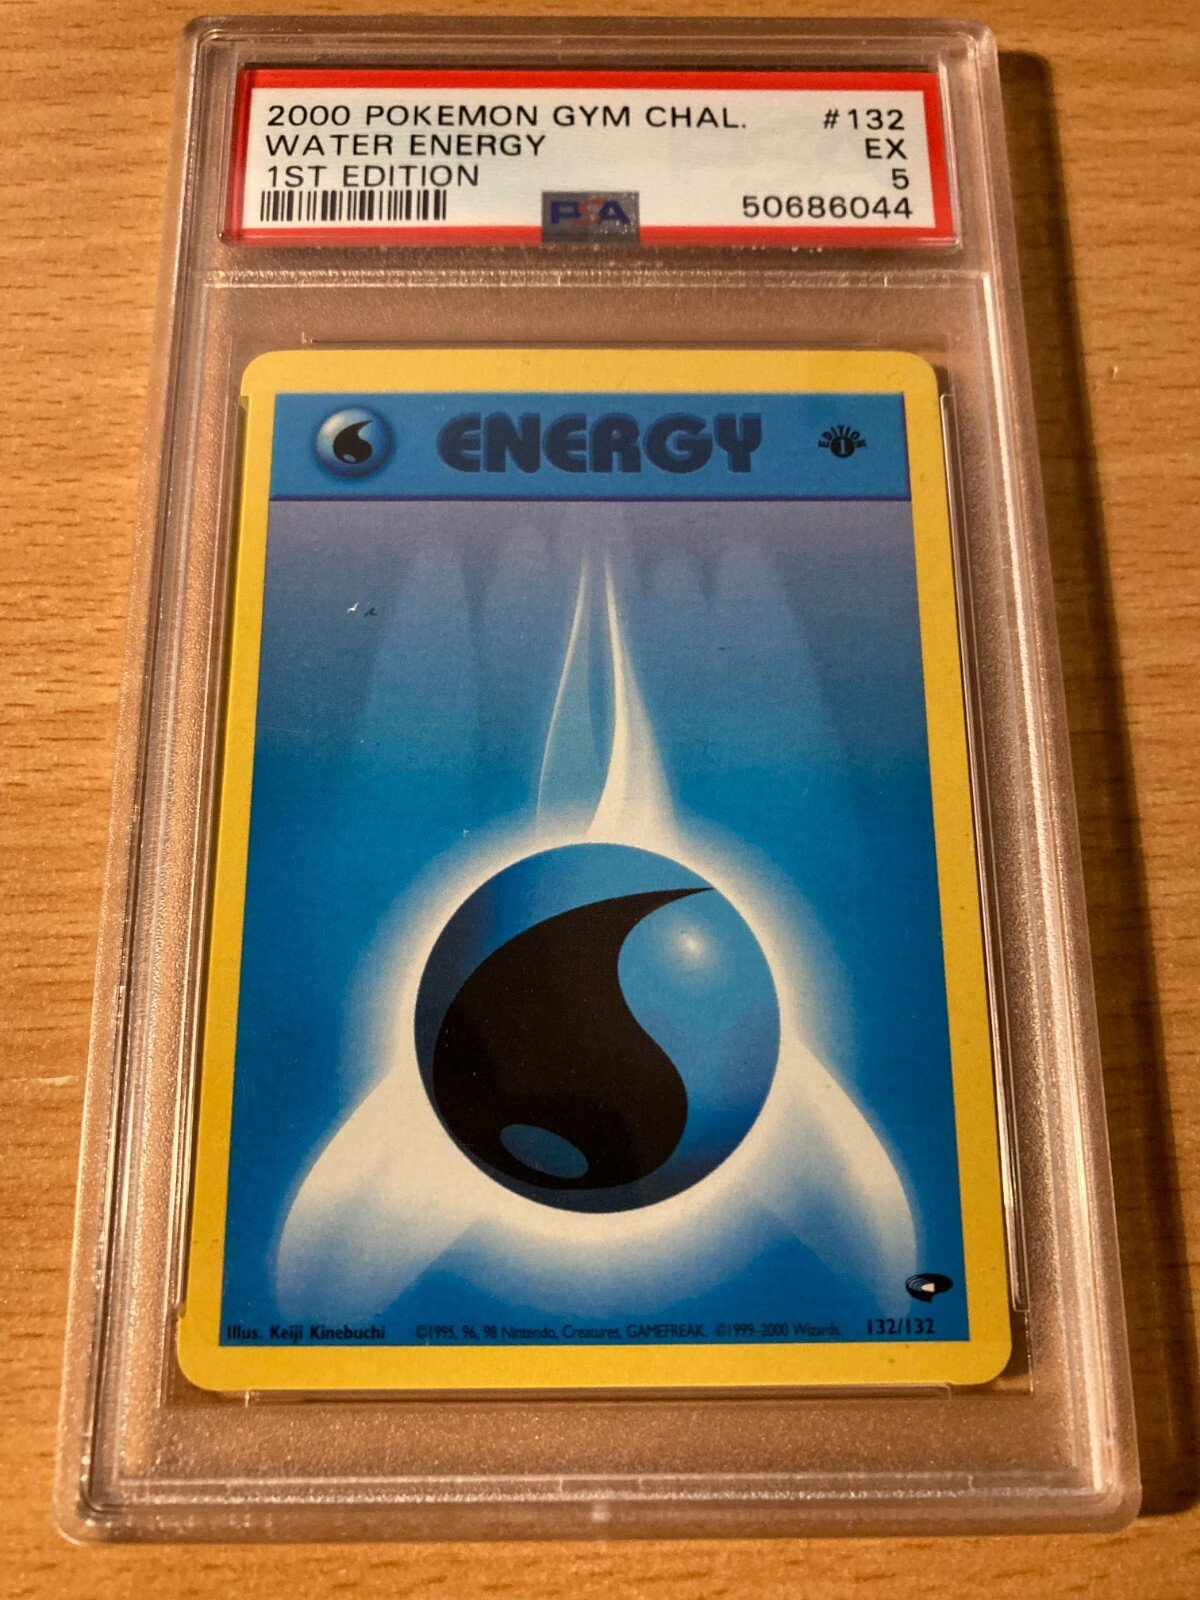 2000 POKEMON GYM CHAL. #132
WATER ENERGY EX
1ST EDITION 5
PSA 50686044
ENERGY
EDITION
1
Illus. Keiji Kinebuchi ©1995, 96, 98 Nintendo, Creatures, GAMEFREAK. ©1999-2000 Wizards. 132/132